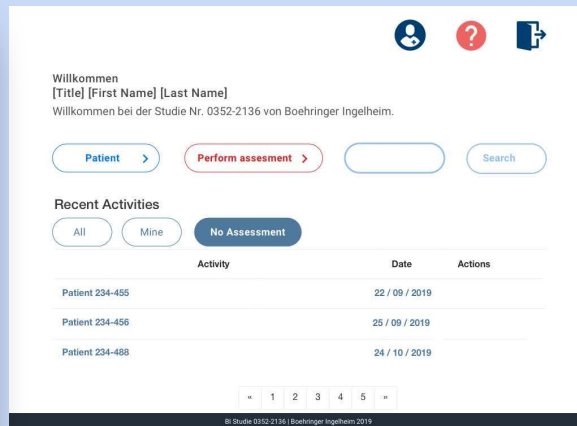 ?
Willkommen
[Title] [First Name] [Last Name]
Willkommen bei der Studie Nr. 0352-2136 von Boehringer Ingelheim.
Patient > Perform assesment > Search
Recent Activities
All Mine No Assessment
Activity Date Actions
Patient 234-455 22 / 09 / 2019
Patient 234-456 25 / 09 / 2019
Patient 234-488 24 / 10 / 2019
« 1 2 3 4 5 »
BI Studie 0352-2136 | Boehringer Ingelheim 2019